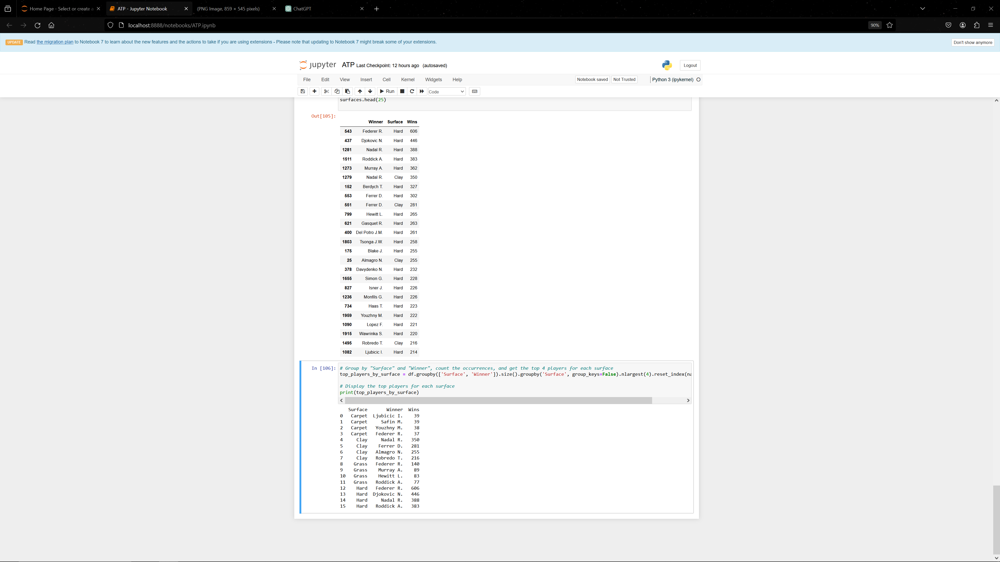 Home Page - Select or create a
ATP - Jupyter Notebook
(PNG Image, 859 × 545 pixels)
ChatGPT
localhost:8888/notebooks/ATP.ipynb
90%
UPDATE Read the migration plan to Notebook 7 to learn about the new features and the actions to take if you are using extensions - Please note that updating to Notebook 7 might break some of your extensions.
Don't show anymore
jupyter ATP Last Checkpoint: 12 hours ago (autosaved)
Logout
File Edit View Insert Cell Kernel Widgets Help
Notebook saved Not Trusted Python 3 (ipykernel)
Run Code
surfaces.head(25)
Out[105]:
Winner Surface Wins
543 Federer R. Hard 606
437 Djokovic N. Hard 446
1281 Nadal R. Hard 388
1511 Roddick A. Hard 383
1273 Murray A. Hard 362
1279 Nadal R. Clay 350
152 Berdych T. Hard 327
553 Ferrer D. Hard 302
551 Ferrer D. Clay 281
799 Hewitt L. Hard 265
621 Gasquet R. Hard 263
400 Del Potro J.M. Hard 261
1803 Tsonga J.W. Hard 258
175 Blake J. Hard 255
25 Almagro N. Clay 255
378 Davydenko N. Hard 232
1655 Simon G. Hard 228
827 Isner J. Hard 226
1236 Monfils G. Hard 226
734 Haas T. Hard 223
1959 Youzhny M. Hard 222
1090 Lopez F. Hard 221
1915 Wawrinka S. Hard 220
1495 Robredo T. Clay 216
1082 Ljubicic I. Hard 214
In [106]: # Group by "Surface" and "Winner", count the occurrences, and get the top 4 players for each surface
top_players_by_surface = df.groupby(['Surface', 'Winner']).size().groupby('Surface', group_keys=False).nlargest(4).reset_index(na
# Display the top players for each surface
print(top_players_by_surface)
Surface Winner Wins
0 Carpet Ljubicic I. 39
1 Carpet Safin M. 39
2 Carpet Youzhny M. 38
3 Carpet Federer R. 37
4 Clay Nadal R. 350
5 Clay Ferrer D. 281
6 Clay Almagro N. 255
7 Clay Robredo T. 216
8 Grass Federer R. 140
9 Grass Murray A. 89
10 Grass Hewitt L. 83
11 Grass Roddick A. 77
12 Hard Federer R. 606
13 Hard Djokovic N. 446
14 Hard Nadal R. 388
15 Hard Roddick A. 383